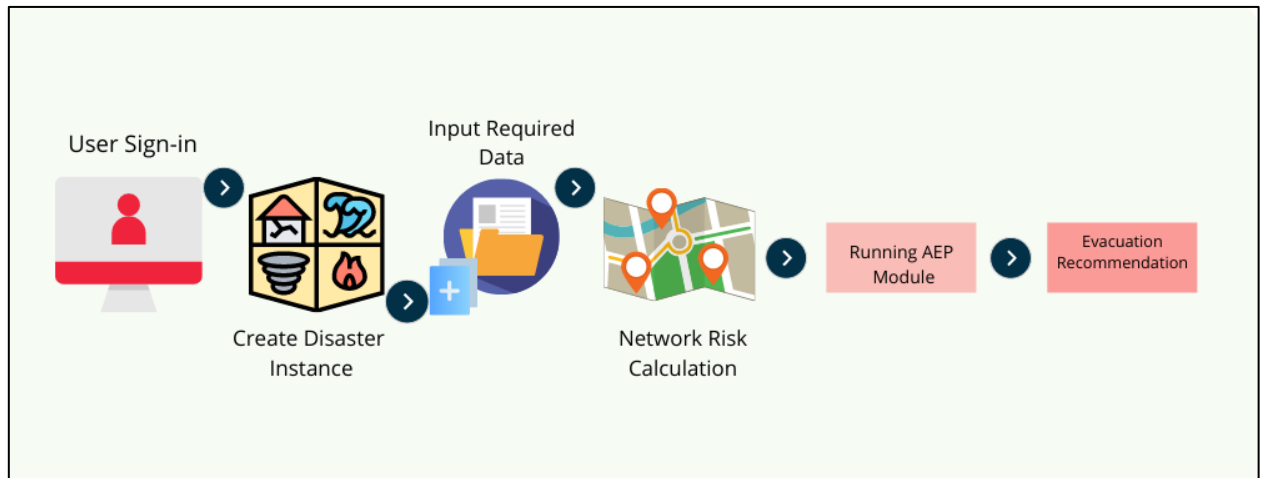 User Sign-in
Create Disaster
Instance
Input Required
Data
Network Risk
Calculation
Running AEP
Module
Evacuation
Recommendation